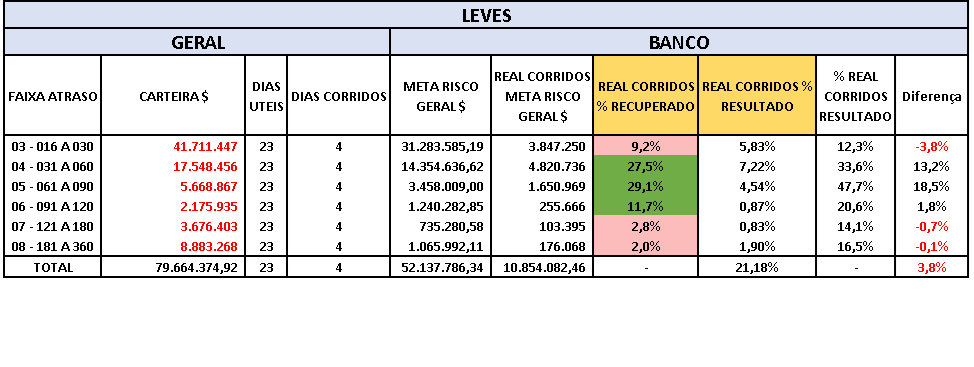 LEVES
GERAL BANCO
FAIXA ATRASO CARTEIRA $ DIAS UTEIS DIAS CORRIDOS META RISCO GERAL $ REAL CORRIDOS META RISCO GERAL $ REAL CORRIDOS % RECUPERADO REAL CORRIDOS % RESULTADO % REAL CORRIDOS RESULTADO Diferença
03 - 016 A 030 41.711.447 23 4 31.283.585,19 3.847.250 9,2% 5,83% 12,3% -3,8%
04 - 031 A 060 17.548.456 23 4 14.354.636,62 4.820.736 27,5% 7,22% 33,6% 13,2%
05 - 061 A 090 5.668.867 23 4 3.458.009,00 1.650.969 29,1% 4,54% 47,7% 18,5%
06 - 091 A 120 2.175.935 23 4 1.240.282,85 255.666 11,7% 0,87% 20,6% 1,8%
07 - 121 A 180 3.676.403 23 4 735.280,58 103.395 2,8% 0,83% 14,1% -0,7%
08 - 181 A 360 8.883.268 23 4 1.065.992,11 176.068 2,0% 1,90% 16,5% -0,1%
TOTAL 79.664.374,92 23 4 52.137.786,34 10.854.082,46 - 21,18% - 3,8%